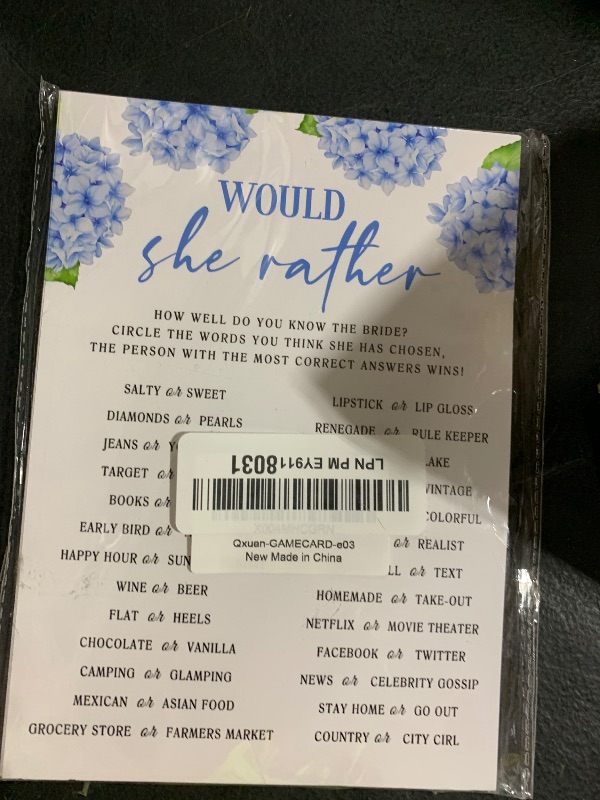 WOULD
she rather
HOW WELL DO YOU KNOW THE BRIDE?
CIRCLE THE WORDS YOU THINK SHE HAS CHOSEN,
THE PERSON WITH THE MOST CORRECT ANSWERS WINS!
SALTY or SWEET
DIAMONDS or PEARLS
JEANS or
TARGET or
BOOKS or
EARLY BIRD or
HAPPY HOUR or
WINE or BEER
FLAT or HEELS
CHOCOLATE or VANILLA
CAMPING or GLAMPING
MEXICAN or ASIAN FOOD
GROCERY STORE or FARMERS MARKET
LIPSTICK or LIP GLOSS
RENEGADE or RULE KEEPER
LAKE
VINTAGE
COLORFUL
or REALIST
or TEXT
HOMEMADE or TAKE-OUT
NETFLIX or MOVIE THEATER
FACEBOOK or TWITTER
NEWS or CELEBRITY GOSSIP
STAY HOME or GO OUT
COUNTRY or CITY CIRL
LPN PM EY9118031
Qxuan-GAMECARD-e03
New Made in China